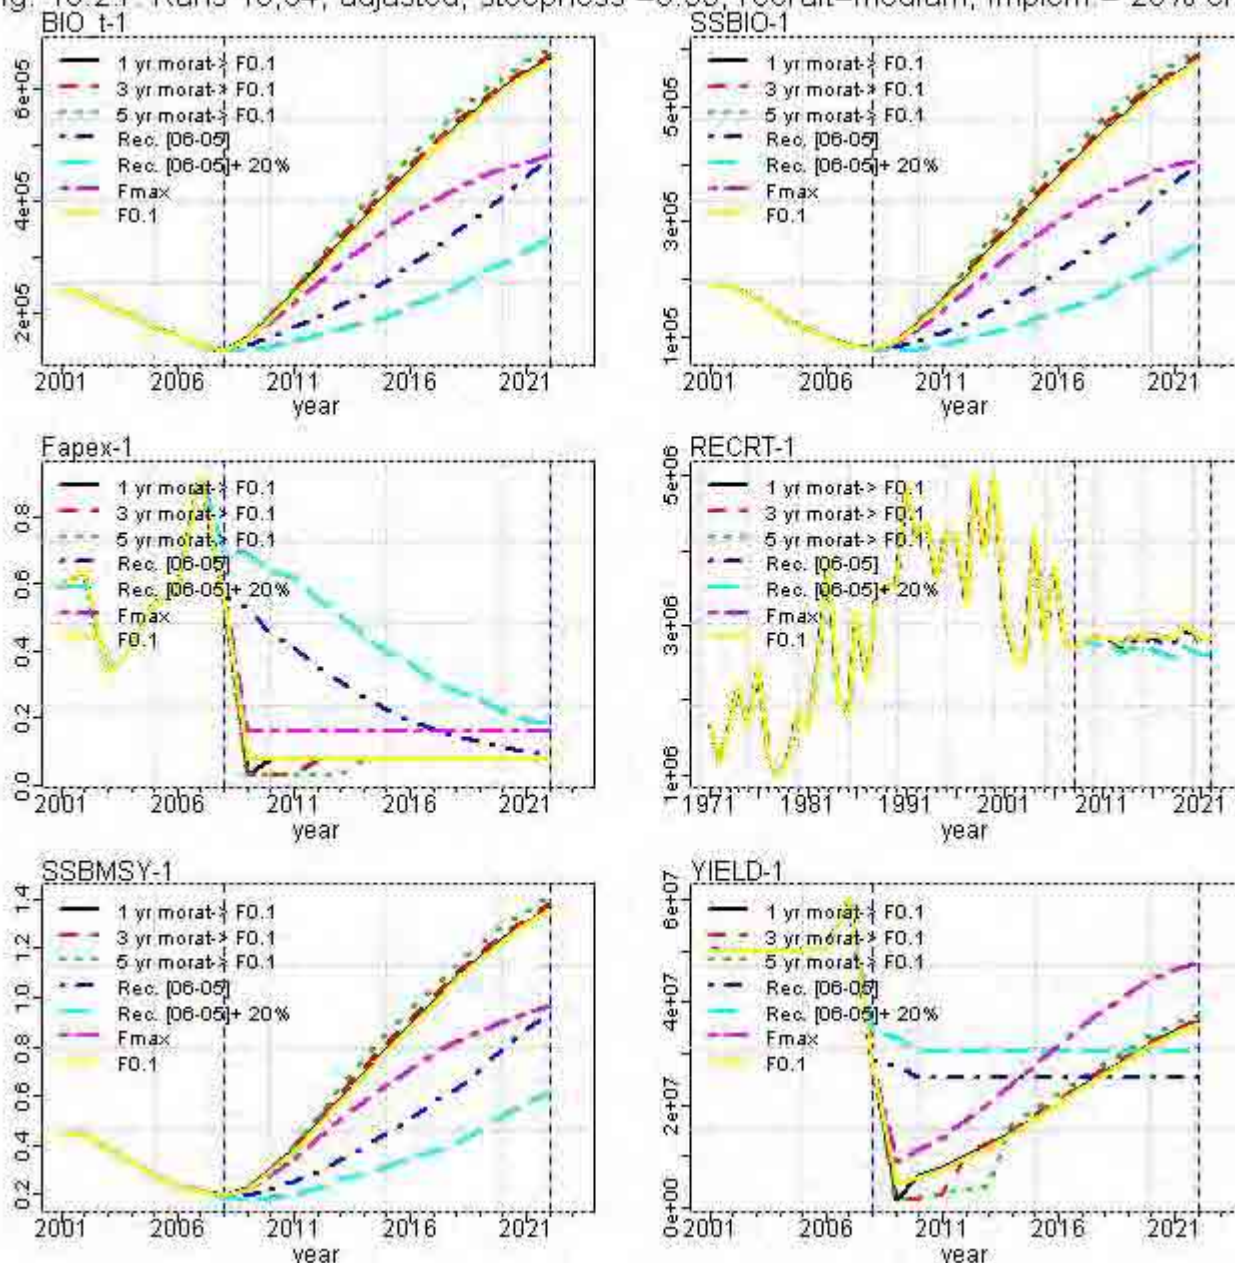 Runs adjusted, steepness recruit=medium, implem.= 20%
BIO_t-1
1 yr morat-> F0.1
3 yr morat-> F0.1
5 yr morat-> F0.1
Rec. [06-05]
Rec. [06-05]+ 20%
Fmax
F0.1
2e+05 4e+05 6e+05
2001 2006 2011 2016 2021
year
SSBIO-1
1 yr morat-> F0.1
3 yr morat-> F0.1
5 yr morat-> F0.1
Rec. [06-05]
Rec. [06-05]+ 20%
Fmax
F0.1
1e+05 3e+05 5e+05
2001 2006 2011 2016 2021
year
Fapex-1
1 yr morat-> F0.1
3 yr morat-> F0.1
5 yr morat-> F0.1
Rec. [06-05]
Rec. [06-05]+ 20%
Fmax
F0.1
0.0 0.2 0.4 0.6 0.8
2001 2006 2011 2016 2021
year
RECRT-1
1 yr morat-> F0.1
3 yr morat-> F0.1
5 yr morat-> F0.1
Rec. [06-05]
Rec. [06-05]+ 20%
Fmax
F0.1
1e+06 3e+06 5e+06
1971 1981 1991 2001 2011 2021
year
SSBMSY-1
1 yr morat-> F0.1
3 yr morat-> F0.1
5 yr morat-> F0.1
Rec. [06-05]
Rec. [06-05]+ 20%
Fmax
F0.1
0.2 0.4 0.6 0.8 1.0 1.2 1.4
2001 2006 2011 2016 2021
year
YIELD-1
1 yr morat-> F0.1
3 yr morat-> F0.1
5 yr morat-> F0.1
Rec. [06-05]
Rec. [06-05]+ 20%
Fmax
F0.1
0e+00 2e+07 4e+07 6e+07
2001 2006 2011 2016 2021
year